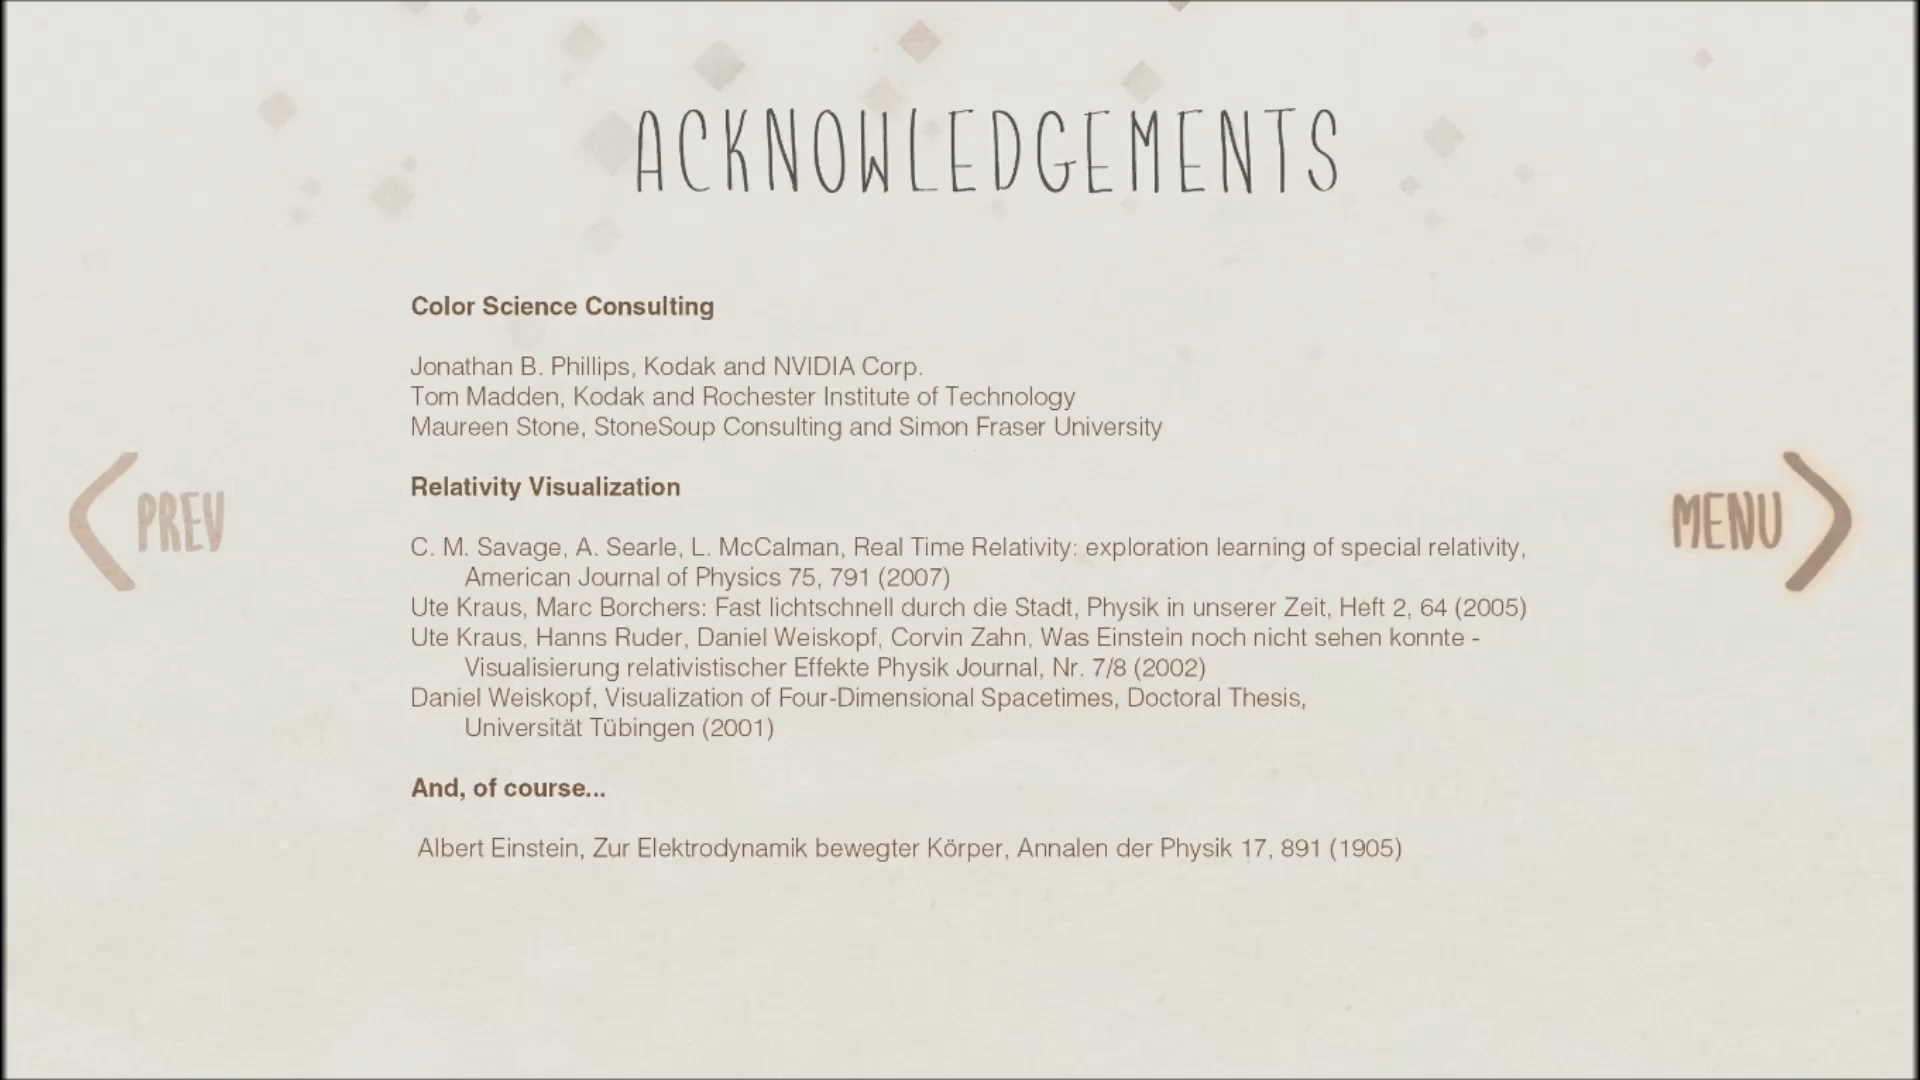 ACKNOWLEDGEMENTS
Color Science Consulting
Jonathan B. Phillips, Kodak and NVIDIA Corp.
Tom Madden, Kodak and Rochester Institute of Technology
Maureen Stone, StoneSoup Consulting and Simon Fraser University
PREV
MENU
Relativity Visualization
C. M. Savage, A. Searle, L. McCalman, Real Time Relativity: exploration learning of special relativity,
American Journal of Physics 75, 791 (2007)
Ute Kraus, Marc Borchers: Fast lichtschnell durch die Stadt, Physik in unserer Zeit, Heft 2, 64 (2005)
Ute Kraus, Hanns Ruder, Daniel Weiskopf, Corvin Zahn, Was Einstein noch nicht sehen konnte -
Visualisierung relativistischer Effekte Physik Journal, Nr. 7/8 (2002)
Daniel Weiskopf, Visualization of Four-Dimensional Spacetimes, Doctoral Thesis,
Universität Tübingen (2001)
And, of course...
Albert Einstein, Zur Elektrodynamik bewegter Körper, Annalen der Physik 17, 891 (1905)